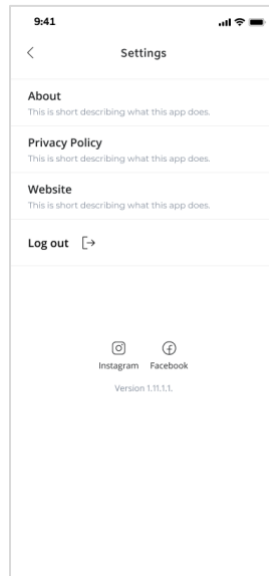 9:41
Settings
About
This is short describing what this app does.
Privacy Policy
This is short describing what this app does.
Website
This is short describing what this app does.
Log out
Instagram Facebook
Version 1.11.1.1.